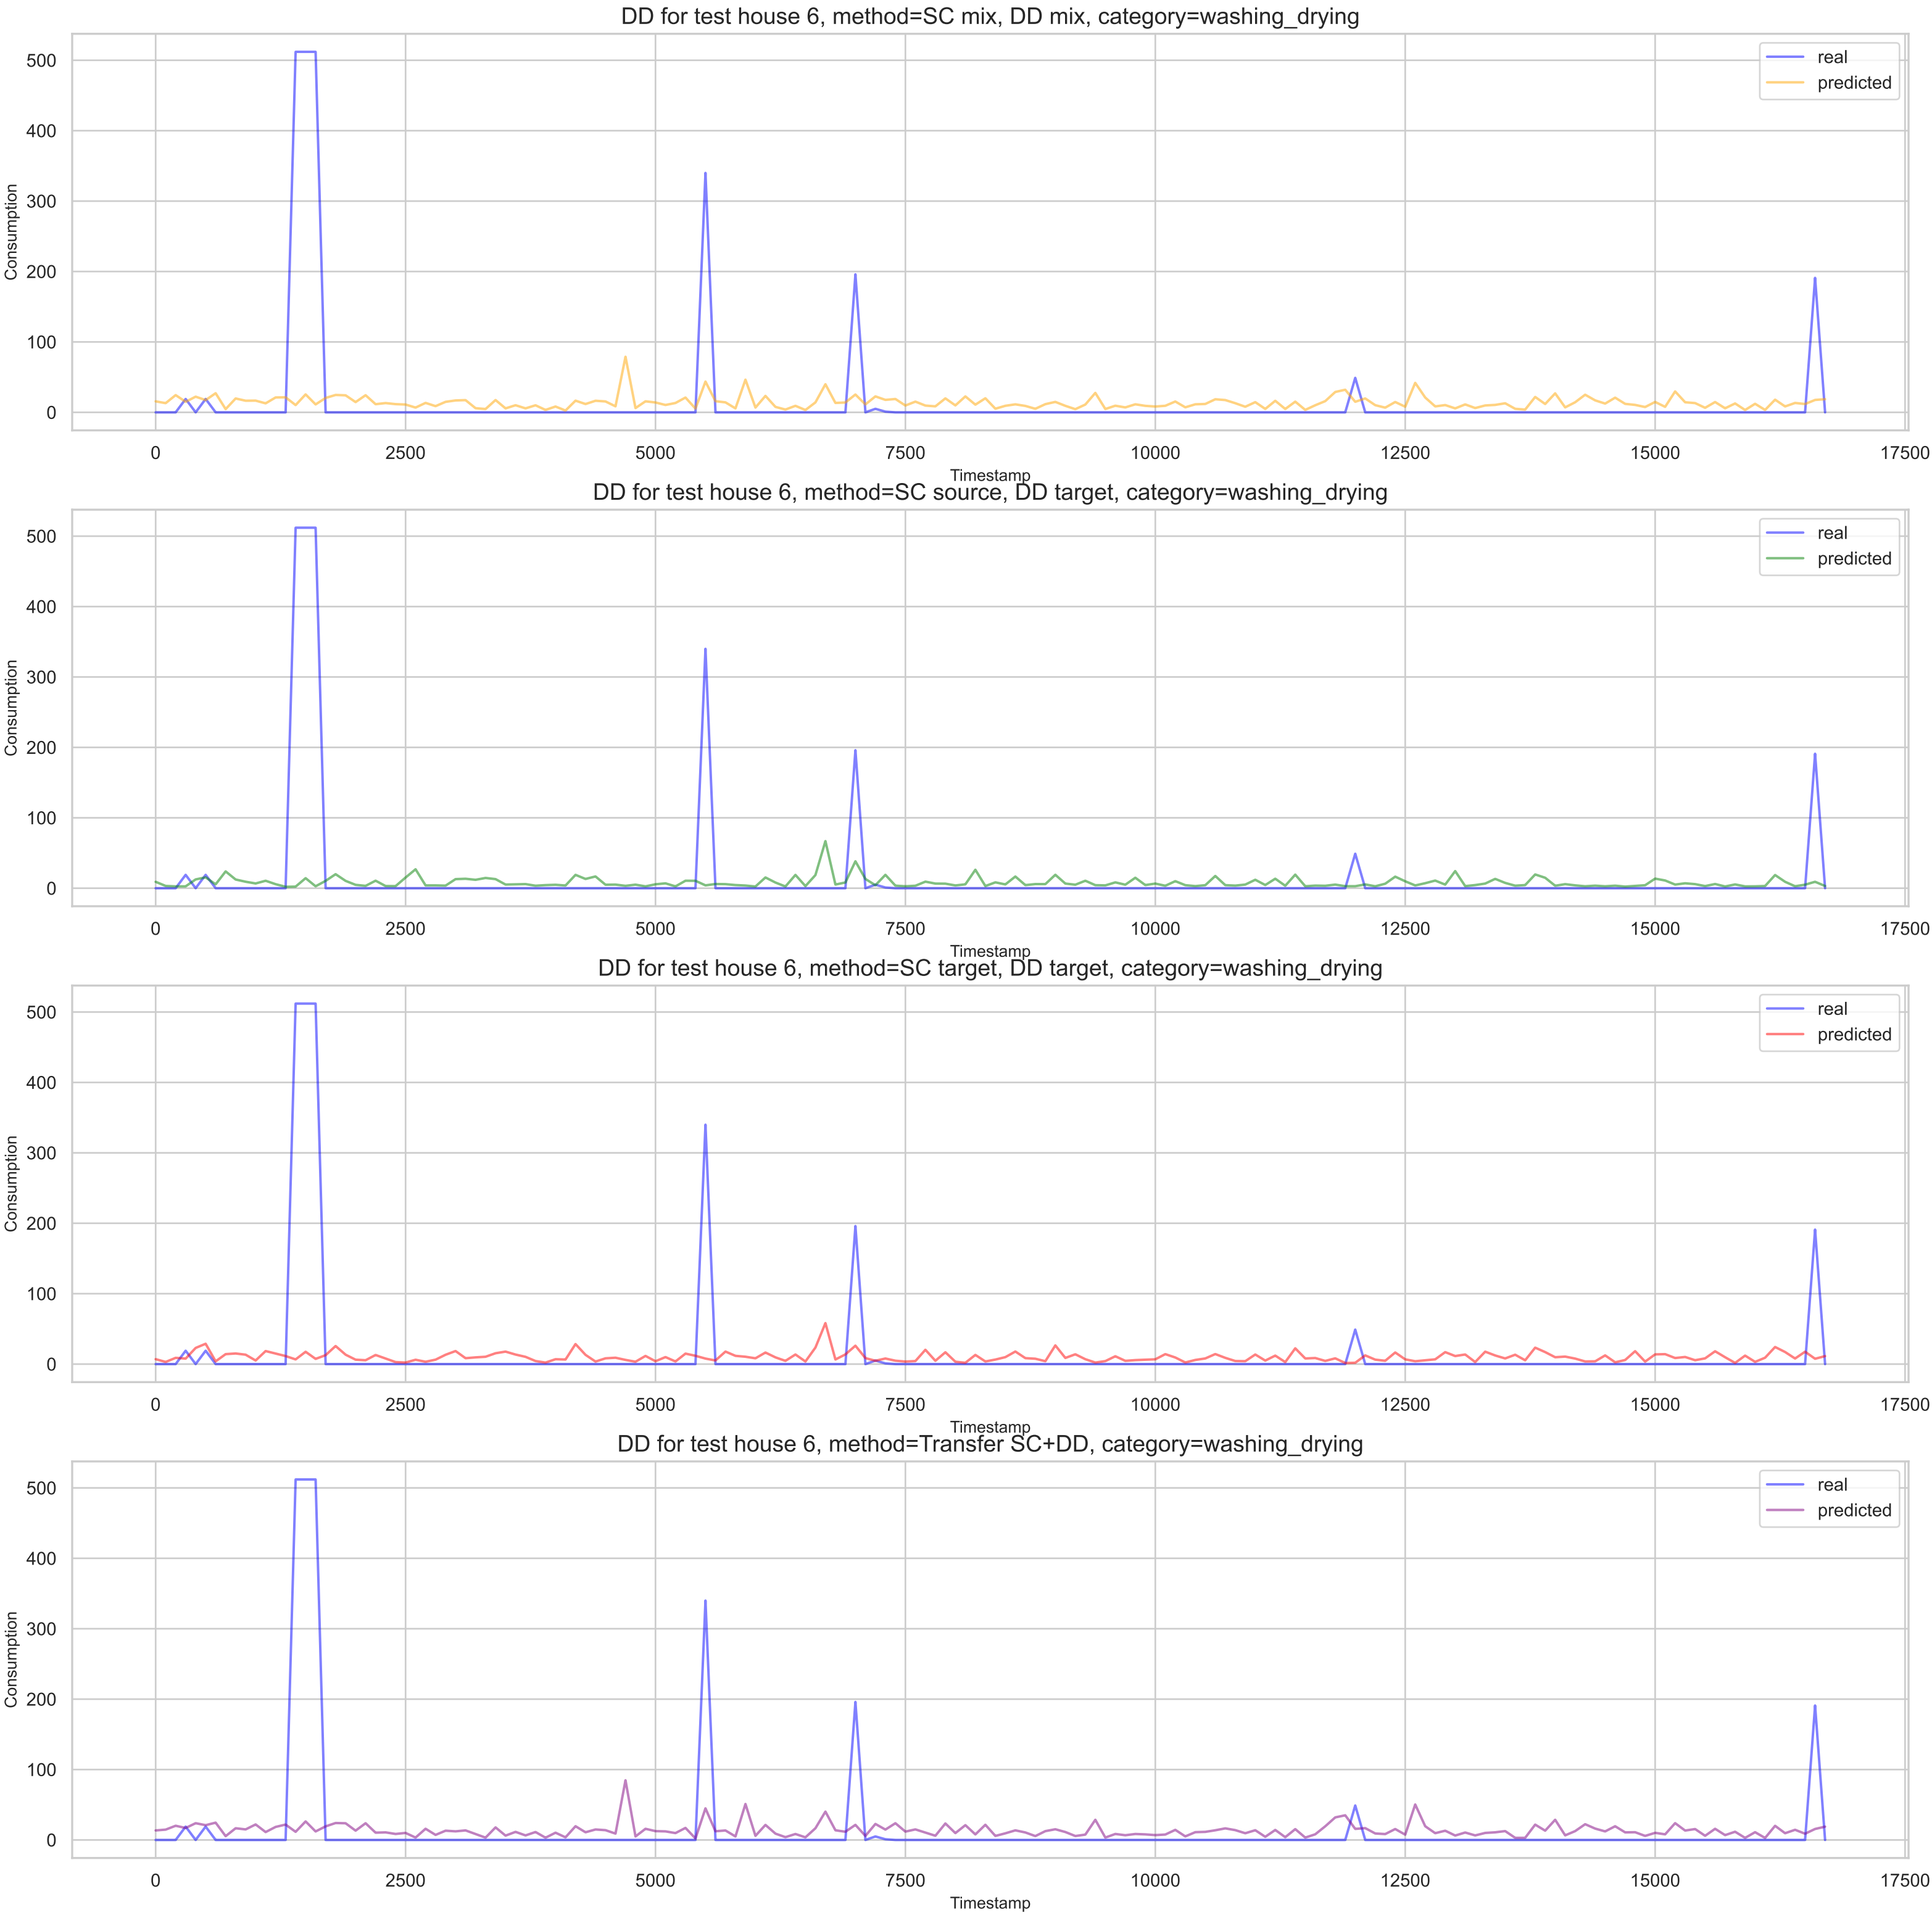 DD for test house 6, method=SC mix, DD mix, category=washing_drying
real
predicted
Consumption
500
400
300
200
100
0
0 2500 5000 7500 10000 12500 15000 17500
Timestamp
DD for test house 6, method=SC source, DD target, category=washing_drying
real
predicted
Consumption
500
400
300
200
100
0
0 2500 5000 7500 10000 12500 15000 17500
Timestamp
DD for test house 6, method=SC target, DD target, category=washing_drying
real
predicted
Consumption
500
400
300
200
100
0
0 2500 5000 7500 10000 12500 15000 17500
Timestamp
DD for test house 6, method=Transfer SC+DD, category=washing_drying
real
predicted
Consumption
500
400
300
200
100
0
0 2500 5000 7500 10000 12500 15000 17500
Timestamp